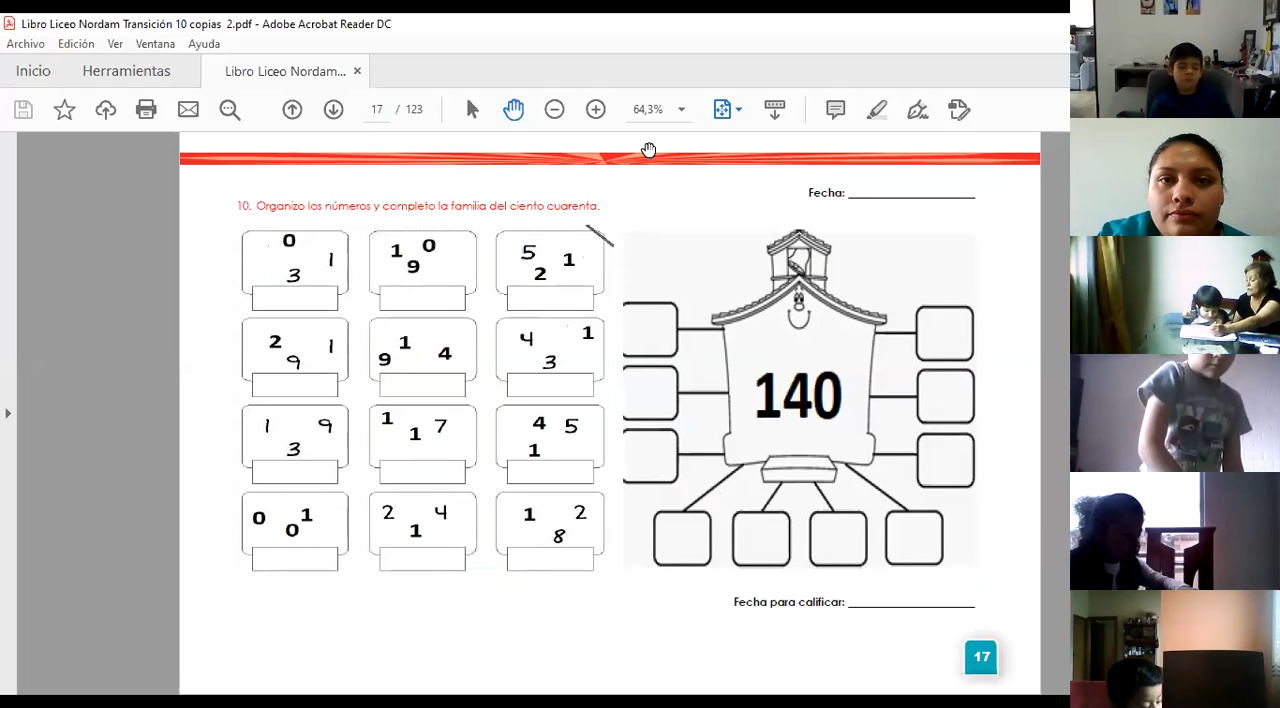 Libro Liceo Nordam Transición 10 copias 2.pdf - Adobe Acrobat Reader DC
Archivo Edición Ver Ventana Ayuda
Inicio Herramientas Libro Liceo Nordam... ×
17 / 123 64,3%
Fecha:
10. Organizo los números y completo la familia del ciento cuarenta.
0 1 3
1 0 9
5 2 1
2 9 1
9 1 4
4 3 1
1 3 9
1 1 7
4 5 1
0 0 1
2 1 4
1 2 8
140
Fecha para calificar:
17